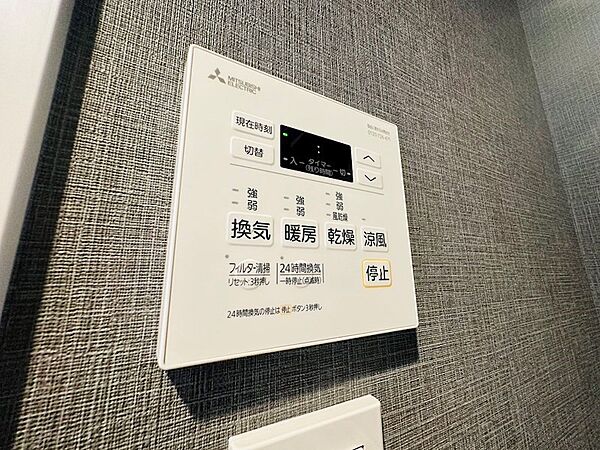 MITSUBISHI
ELECTRIC
現在時刻
切替
入 ー タイマー ー 切
(残り時間)
強 強 強
弱 弱 弱
風乾燥
換気 暖房 乾燥 涼風
フィルター清掃 24時間換気
リセット:3秒押し 一時停止(点滅時)
停止
24時間換気の停止は 停止 ボタン3秒押し